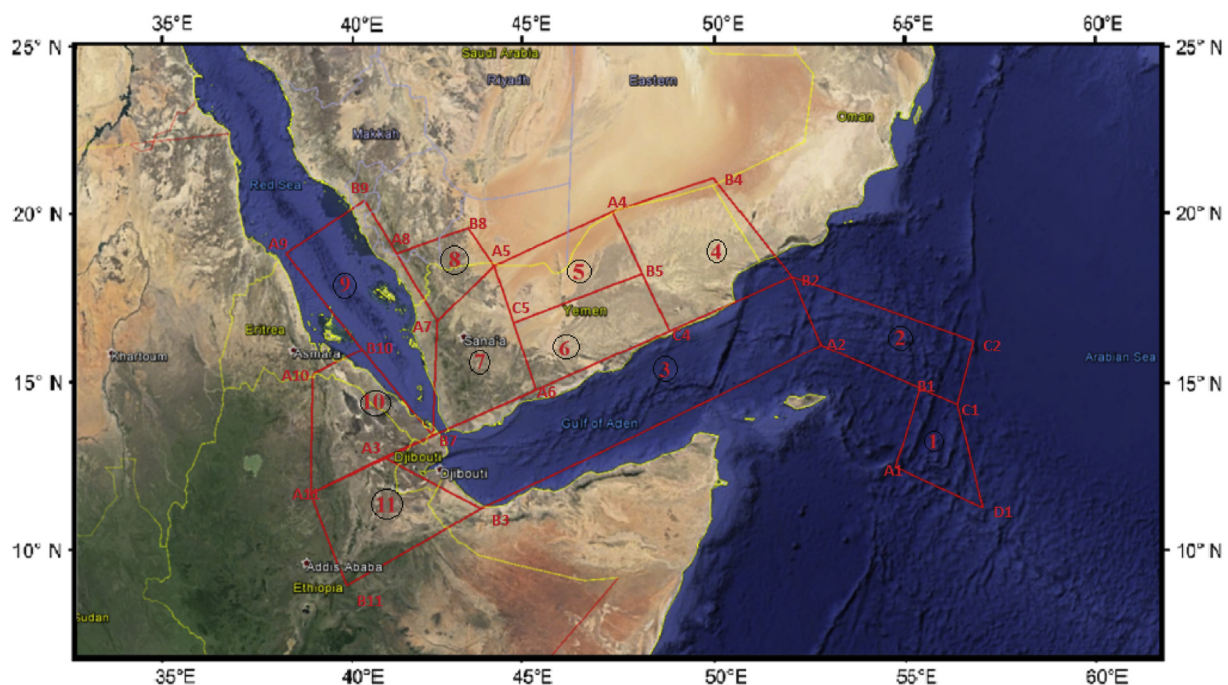 35°E 40°E 45°E 50°E 55°E 60°E
25° N 25° N
Saudi Arabia
Riyadh Eastern
Oman
Makkah
Red Sea B9 A4 B4
20° N 20° N
B8
A9 A8 A5
8 5 4
9 B5 B2
C5
Eritrea A7 Yemen
Sana'a C4 2
Khartoum Asmara B10 7 6 A2 C2 Arabian Sea
A10 3
15° N 15° N
10 A6 B1
C1
Gulf of Aden
A3 B7 1
Djibouti
Djibouti A1
11 B3 D1
10° N 10° N
Addis Ababa
Ethiopia
B11
Sudan
35°E 40°E 45°E 50°E 55°E 60°E